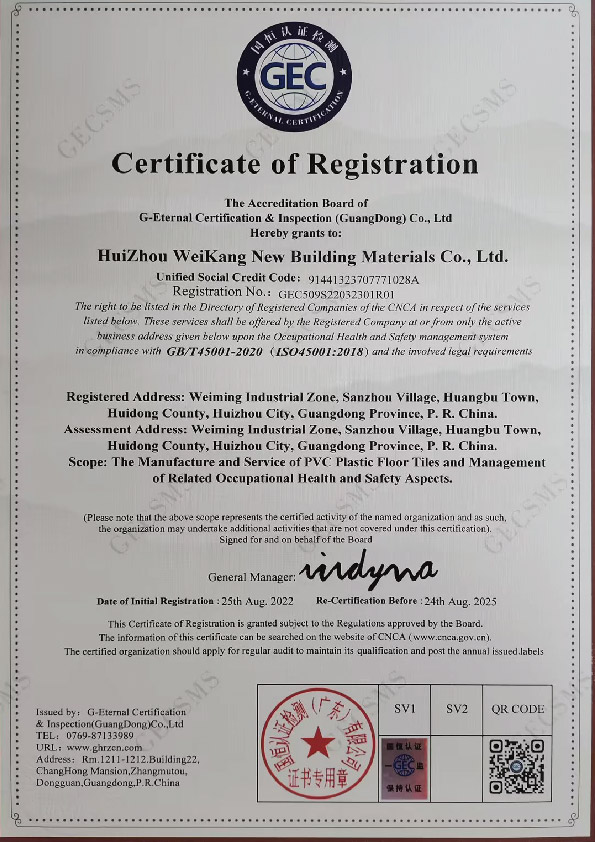 国恒认证检测
GEC
G-ETERNAL CERTIFICATION
GECSMS
GECSMS
Certificate of Registration
The Accreditation Board of
G-Eternal Certification & Inspection (GuangDong) Co., Ltd
Hereby grants to:
HuiZhou WeiKang New Building Materials Co., Ltd.
Unified Social Credit Code: 91441323707771028A
Registration No.: GEC509S22032301R01
The right to be listed in the Directory of Registered Companies of the CNCA in respect of the services
listed below. These services shall be offered by the Registered Company at or from only the active
business address given below upon the Occupational Health and Safety management system
in compliance with GB/T45001-2020 (ISO45001:2018) and the involved legal requirements
Registered Address: Weiming Industrial Zone, Sanzhou Village, Huangbu Town,
Huidong County, Huizhou City, Guangdong Province, P. R. China.
Assessment Address: Weiming Industrial Zone, Sanzhou Village, Huangbu Town,
Huidong County, Huizhou City, Guangdong Province, P. R. China.
Scope: The Manufacture and Service of PVC Plastic Floor Tiles and Management
of Related Occupational Health and Safety Aspects.
(Please note that the above scope represents the certified activity of the named organization and as such,
the organization may undertake additional activities that are not covered under this certification).
Signed for and on behalf of the Board
General Manager:
Date of Initial Registration : 25th Aug. 2022 Re-Certification Before : 24th Aug. 2025
This Certificate of Registration is granted subject to the Regulations approved by the Board.
The information of this certificate can be searched on the website of CNCA (www.cnca.gov.cn).
The certified organization should apply for regular audit to maintain its qualification and post the annual issued labels
Issued by: G-Eternal Certification
& Inspection(GuangDong)Co.,Ltd
TEL: 0769-87133989
URL: www.ghrzcn.com
Address: Rm.1211-1212.Building22,
ChangHong Mansion,Zhangmutou,
Dongguan,Guangdong,P.R.China
国恒认证检测(广东)有限公司
证书专用章
SV1 SV2 QR CODE
GEC
保持认证